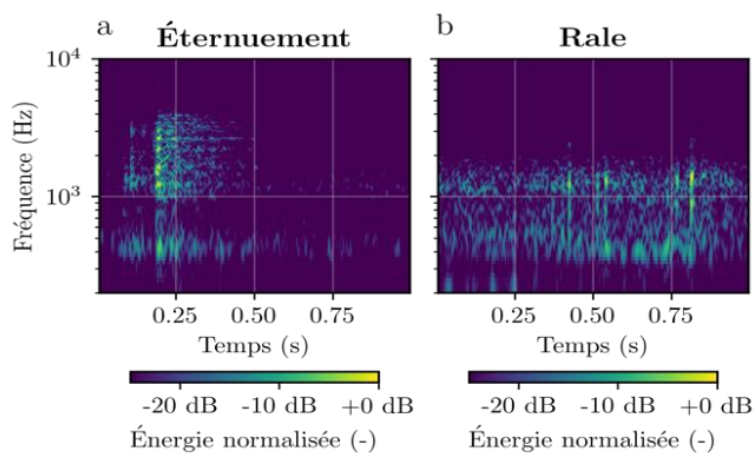 a
Éternuement
b
Rale
10⁴
10³
Fréquence (Hz)
0.25 0.50 0.75
0.25 0.50 0.75
Temps (s)
Temps (s)
-20 dB -10 dB +0 dB
-20 dB -10 dB +0 dB
Énergie normalisée (-)
Énergie normalisée (-)